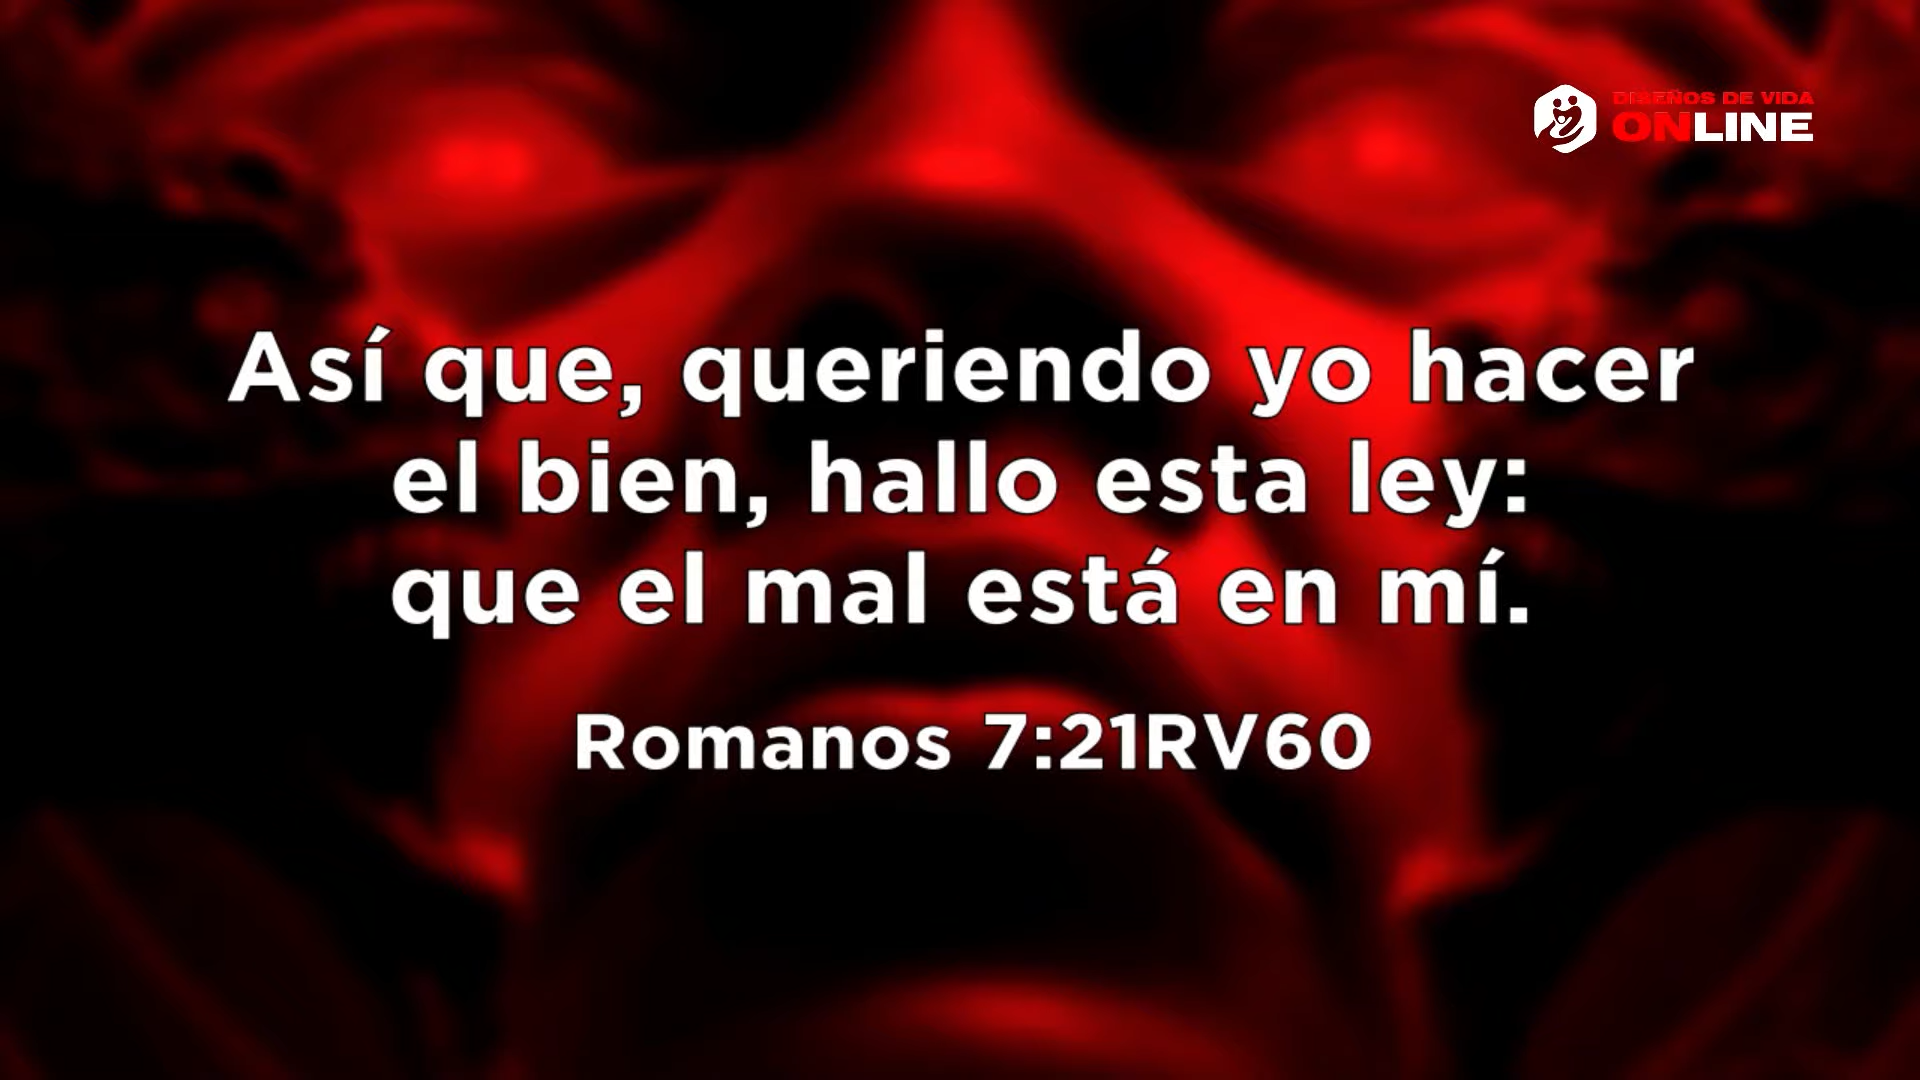 DISEÑOS DE VIDA
ONLINE
Así que, queriendo yo hacer
el bien, hallo esta ley:
que el mal está en mí.
Romanos 7:21RV60